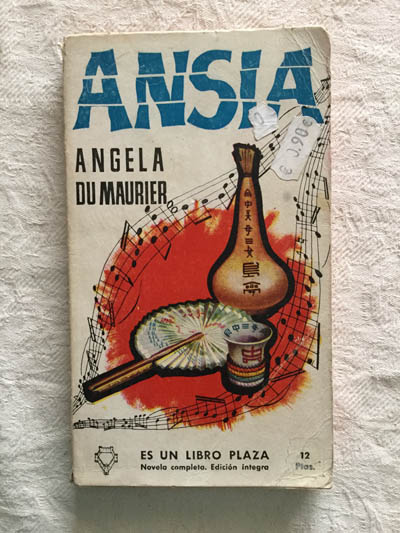 ANSIA
ANGELA
DU MAURIER
ES UN LIBRO PLAZA
Novela completa. Edición íntegra
12
Ptas.